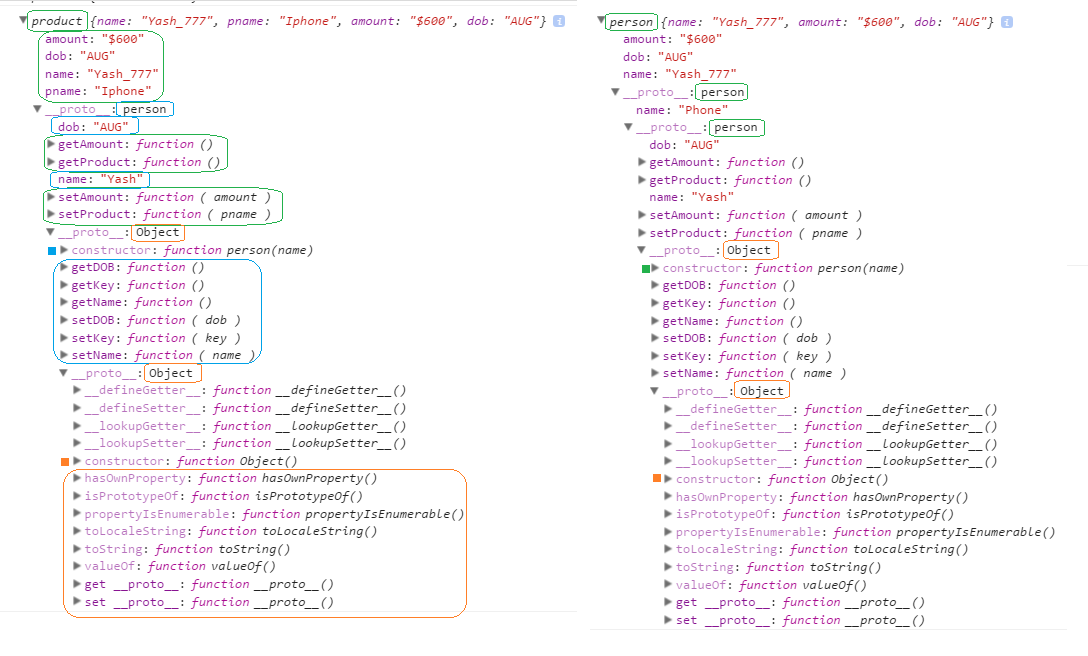 product {name: "Yash_777", pname: "Iphone", amount: "$600", dob: "AUG"} i
amount: "$600"
dob: "AUG"
name: "Yash_777"
pname: "Iphone"
__proto__: person
dob: "AUG"
getAmount: function ()
getProduct: function ()
name: "Yash"
setAmount: function ( amount )
setProduct: function ( pname )
__proto__: Object
constructor: function person(name)
getDOB: function ()
getKey: function ()
getName: function ()
setDOB: function ( dob )
setKey: function ( key )
setName: function ( name )
__proto__: Object
__defineGetter__: function __defineGetter__()
__defineSetter__: function __defineSetter__()
__lookupGetter__: function __lookupGetter__()
__lookupSetter__: function __lookupSetter__()
constructor: function Object()
hasOwnProperty: function hasOwnProperty()
isPrototypeOf: function isPrototypeOf()
propertyIsEnumerable: function propertyIsEnumerable()
toLocaleString: function toLocaleString()
toString: function toString()
valueOf: function valueOf()
get __proto__: function __proto__()
set __proto__: function __proto__()
person {name: "Yash_777", amount: "$600", dob: "AUG"} i
amount: "$600"
dob: "AUG"
name: "Yash_777"
__proto__: person
name: "Phone"
__proto__: person
dob: "AUG"
getAmount: function ()
getProduct: function ()
name: "Yash"
setAmount: function ( amount )
setProduct: function ( pname )
__proto__: Object
constructor: function person(name)
getDOB: function ()
getKey: function ()
getName: function ()
setDOB: function ( dob )
setKey: function ( key )
setName: function ( name )
__proto__: Object
__defineGetter__: function __defineGetter__()
__defineSetter__: function __defineSetter__()
__lookupGetter__: function __lookupGetter__()
__lookupSetter__: function __lookupSetter__()
constructor: function Object()
hasOwnProperty: function hasOwnProperty()
isPrototypeOf: function isPrototypeOf()
propertyIsEnumerable: function propertyIsEnumerable()
toLocaleString: function toLocaleString()
toString: function toString()
valueOf: function valueOf()
get __proto__: function __proto__()
set __proto__: function __proto__()